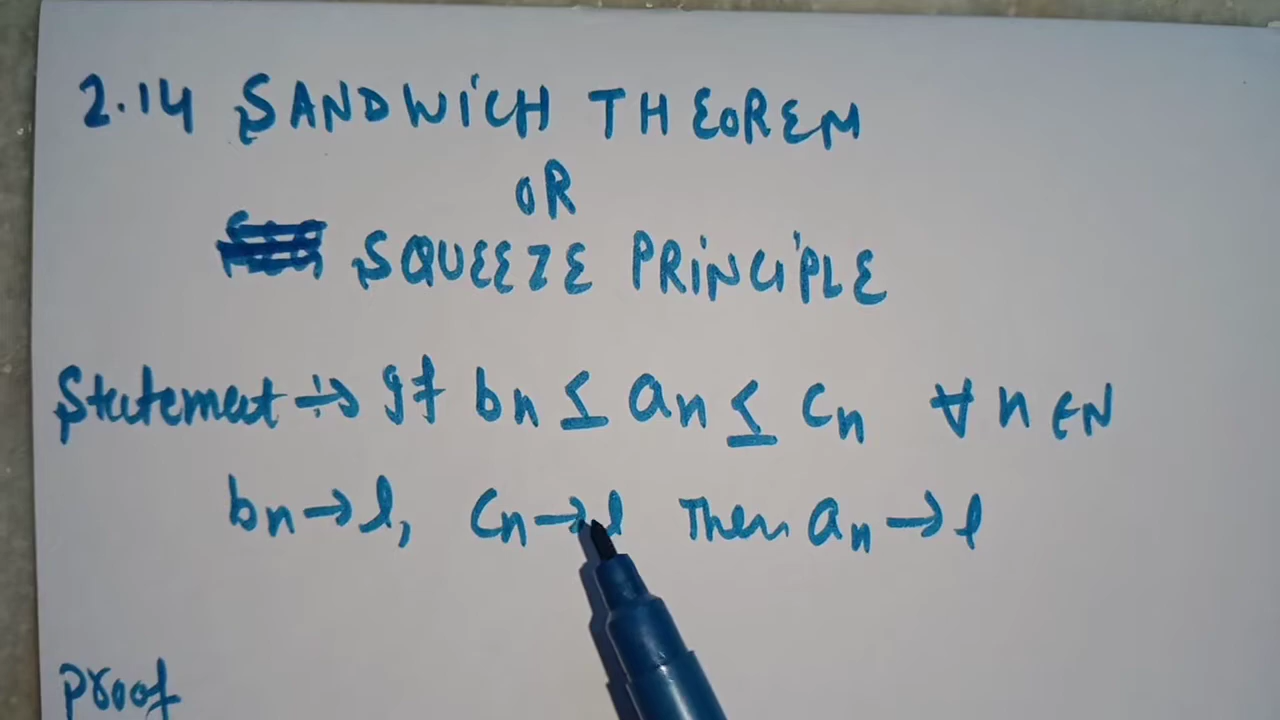 2.14 SANDWICH THEOREM
OR
SQUEEZE PRINCIPLE
Statement :→ If bn ≤ an ≤ cn ∀ n ∈ N
bn → l, cn → l Then an → l
proof